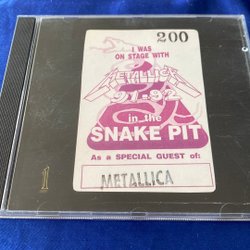 200
I WAS
ON STAGE WITH
METALLICA
91-92
in the
SNAKE PIT
As a SPECIAL GUEST of:
METALLICA
1